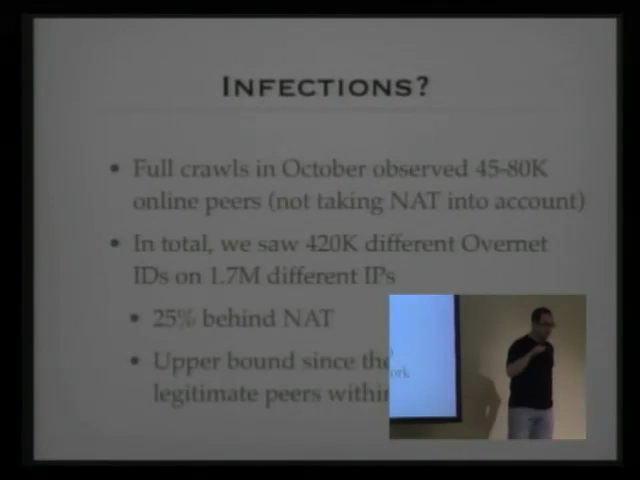 INFECTIONS?
• Full crawls in October observed 45-80K
online peers (not taking NAT into account)
• In total, we saw 420K different Overnet
IDs on 1.7M different IPs
• 25% behind NAT
• Upper bound since the
legitimate peers within
ork